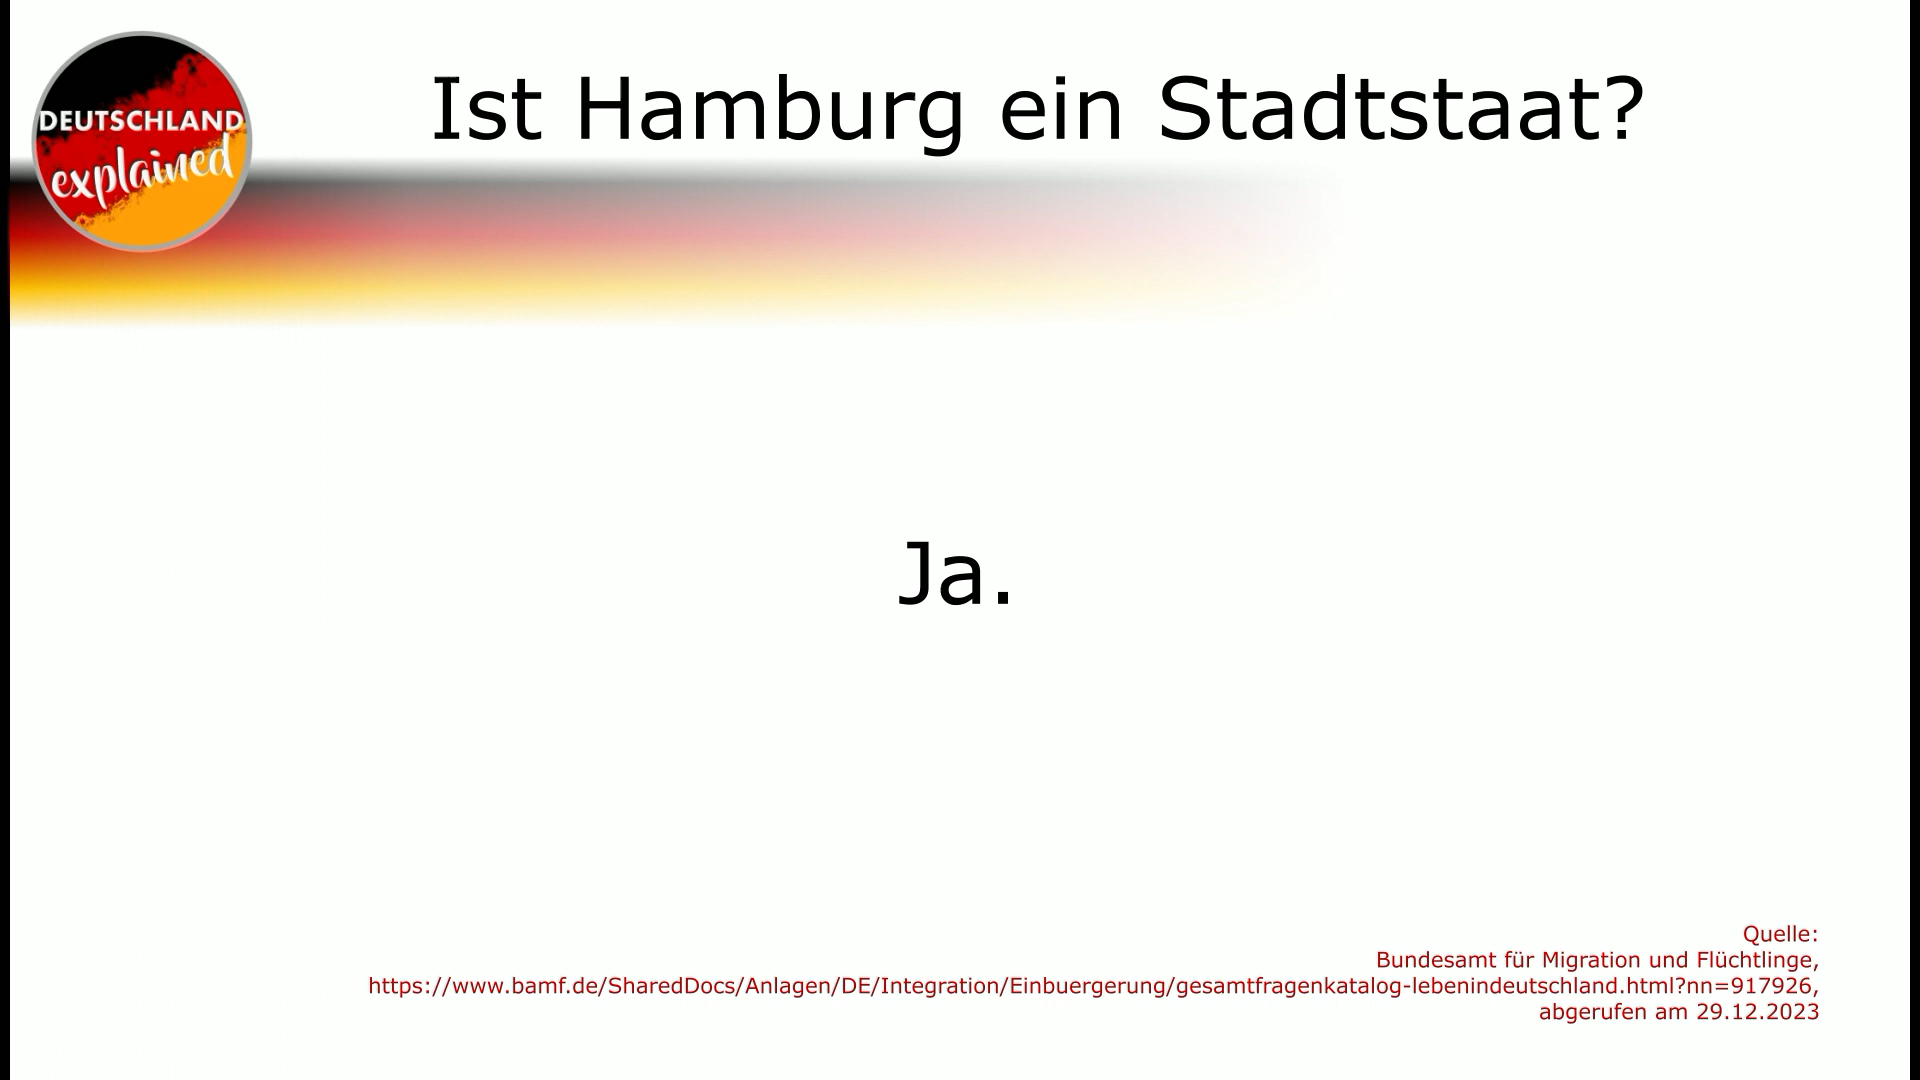 DEUTSCHLAND
explained
Ist Hamburg ein Stadtstaat?
Ja.
Quelle:
Bundesamt für Migration und Flüchtlinge,
https://www.bamf.de/SharedDocs/Anlagen/DE/Integration/Einbuergerung/gesamtfragenkatalog-lebenindeutschland.html?nn=917926,
abgerufen am 29.12.2023